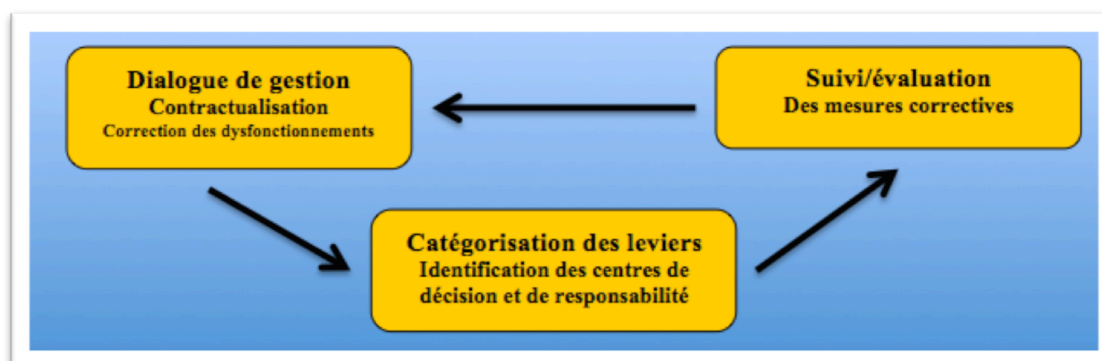 Dialogue de gestion
Contractualisation
Correction des dysfonctionnements
Suivi/évaluation
Des mesures correctives
Catégorisation des leviers
Identification des centres de
décision et de responsabilité